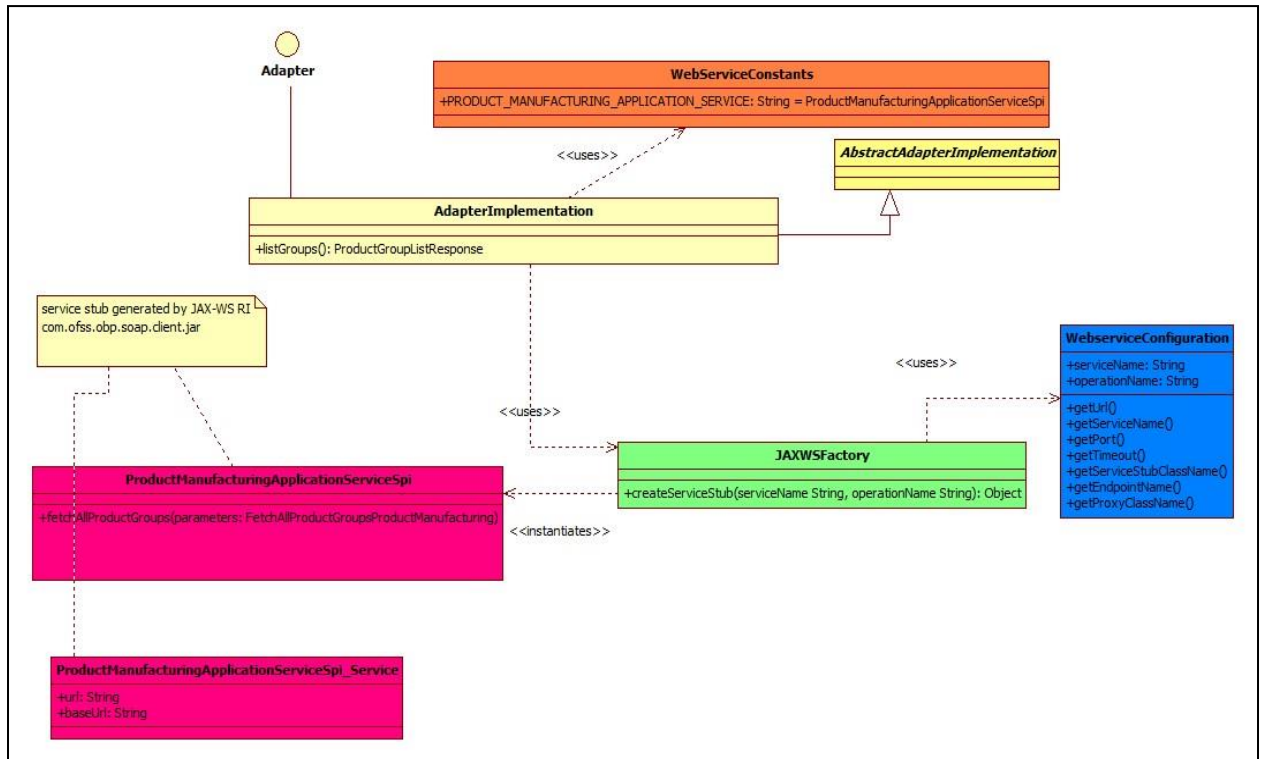 Adapter
WebServiceConstants
+PRODUCT_MANUFACTURING_APPLICATION_SERVICE: String = ProductManufacturingApplicationServiceSpi
<<uses>>
AbstractAdapterImplementation
AdapterImplementation
+listGroups(): ProductGroupListResponse
service stub generated by JAX-WS RI
com.ofss.obp.soap.client.jar
WebserviceConfiguration
+serviceName: String
+operationName: String
+getUrl()
+getServiceName()
+getPort()
+getTimeout()
+getServiceStubClassName()
+getEndpointName()
+getProxyClassName()
<<uses>>
<<uses>>
JAXWSFactory
+createServiceStub(serviceName String, operationName String): Object
ProductManufacturingApplicationServiceSpi
+fetchAllProductGroups(parameters: FetchAllProductGroupsProductManufacturing)
<<instantiates>>
ProductManufacturingApplicationServiceSpi_Service
+url: String
+baseUrl: String